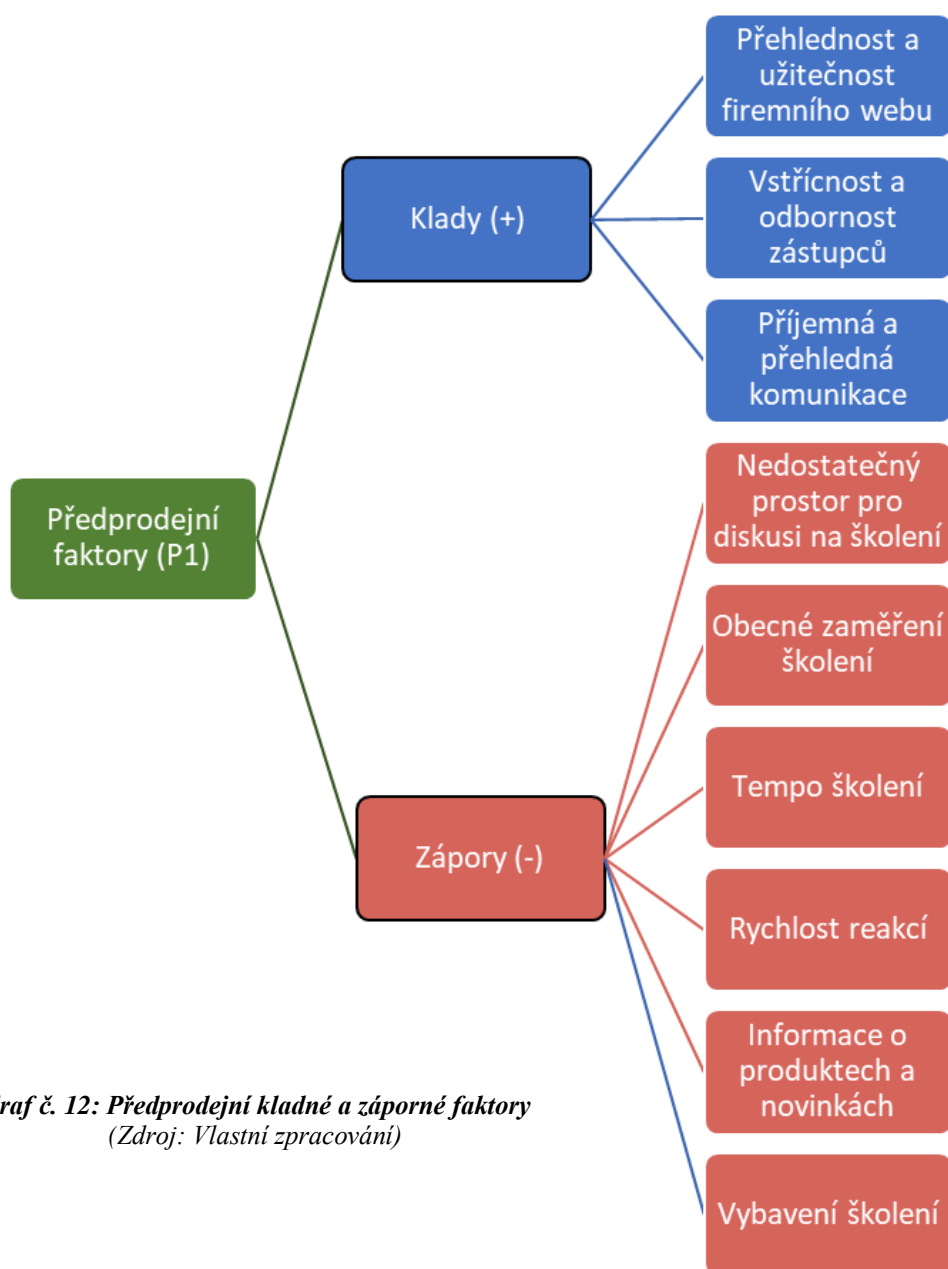 Přehlednost a
užitečnost
firemního webu
Klady (+)
Vstřícnost a
odbornost
zástupců
Příjemná a
přehledná
komunikace
Předprodejní
faktory (P1)
Nedostatečný
prostor pro
diskusi na školení
Obecné zaměření
školení
Tempo školení
Zápory (-)
Rychlost reakcí
Informace o
produktech a
novinkách
Vybavení školení
raf č. 12: Předprodejní kladné a záporné faktory
(Zdroj: Vlastní zpracování)